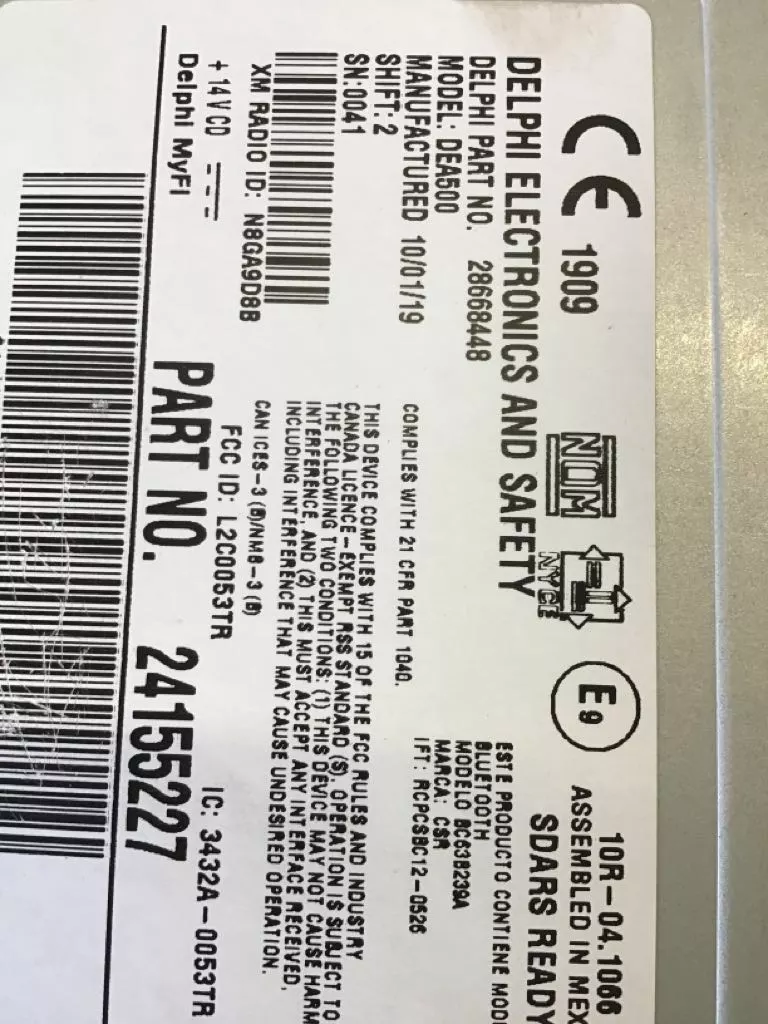 CE 1909
NOM
NYCE
E9
10R-04.1066
ASSEMBLED IN MEX
SDARS READY
DELPHI ELECTRONICS AND SAFETY
DELPHI PART NO. 28668448
MODEL: DEA500
MANUFACTURED 10/01/19
SHIFT: 2
SN:0041
XM RADIO ID: N8GA9D8B
+14VCD
Delphi MyFi
COMPLIES WITH 21 CFR PART 1040.
THIS DEVICE COMPLIES WITH 15 OF THE FCC RULES AND INDUSTRY
CANADA LICENCE-EXEMPT RSS STANDARD (S). OPERATION IS SUBJECT TO
THE FOLLOWING TWO CONDITIONS: (1) THIS DEVICE MAY NOT CAUSE HARM
INTERFERENCE, AND (2) THIS MUST ACCEPT ANY INTERFACE RECEIVED,
INCLUDING INTERFERENCE THAT MAY CAUSE UNDESIRED OPERATION.
CAN ICES-3 (B)/NMB-3 (B)
FCC ID: L2C0053TR
IC: 3432A-0053TR
ESTE PRODUCTO CONTIENE MODU
BLUETOOTH
MODELO BC63B239A
MARCA: CSR
IFT: RCPCSBC12-0526
PART NO. 24155227